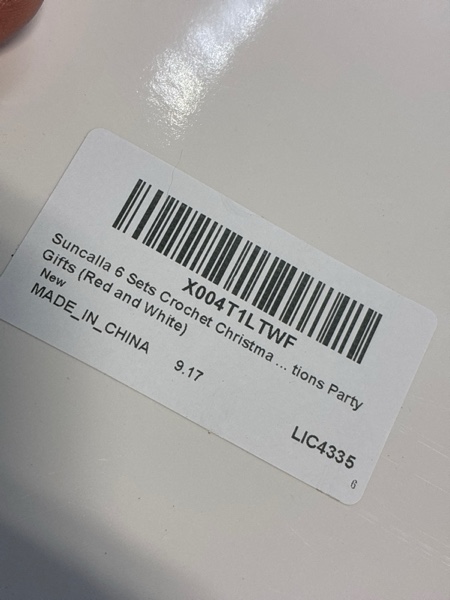 X004T1LTWF
Suncalla 6 Sets Crochet Christma ... tions Party
Gifts (Red and White)
New
MADE_IN_CHINA
9.17
LIC4335
6